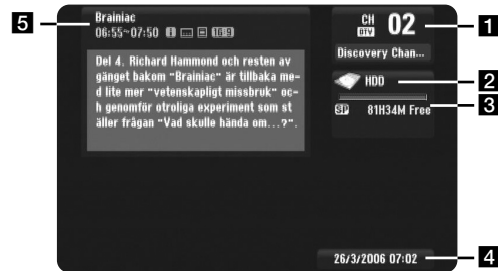 5
Brainiac
06:55~07:50 i 16:9
Del 4. Richard Hammond och resten av
gänget bakom "Brainiac" är tillbaka me-
d lite mer "vetenskapligt missbruk" oc-
h genomför otroliga experiment som st
äller frågan "Vad skulle hända om...?".
CH
DTV
02
1
Discovery Chan...
HDD
2
SP 81H34M Free
3
26/3/2006 07:02
4